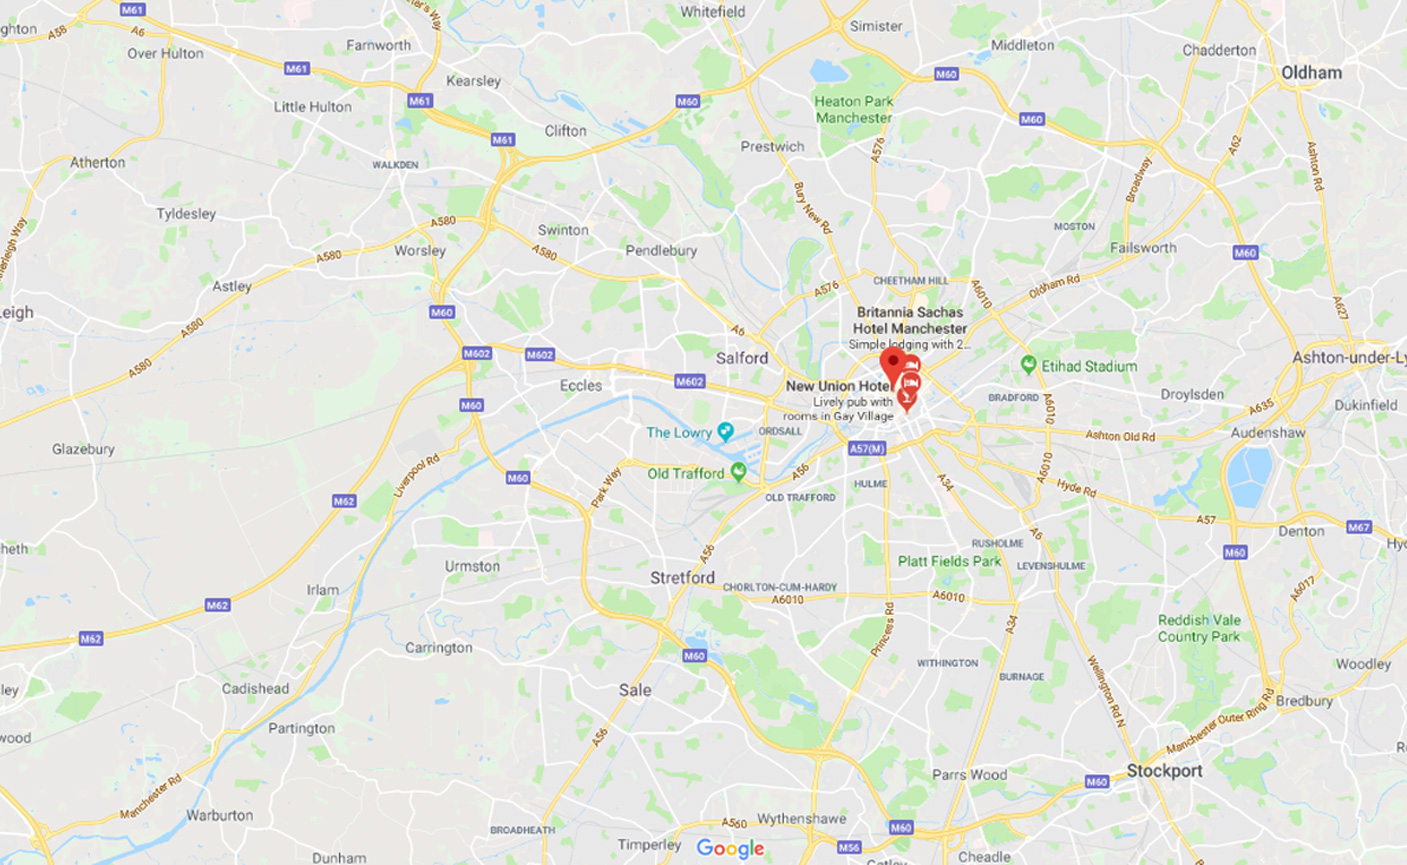 M61
Whitefield
Simister
ghton
A58
A6
Over Hulton
Farnworth
Middleton
Chadderton
Oldham
M61
Kearsley
M60
Little Hulton
M61
M60
Heaton Park
Manchester
M60
Clifton
M61
Prestwich
A576
A62
Atherton
WALKDEN
Broadway
Ashton Rd
Tyldesley
Bury New Rd
A580
Swinton
MOSTON
Worsley
A580
Pendlebury
Failsworth
M60
A580
Astley
CHEETHAM HILL
A6010
Oldham Rd
A576
eigh
M60
A580
A6
Britannia Sachas
Hotel Manchester
Simple lodging with 2...
A627
M602
M602
Salford
Etihad Stadium
Ashton-under-Ly
A580
Eccles
M602
New Union Hotel
Lively pub with
rooms in Gay Village
BRADFORD
Droylsden
M60
A6010
A635
Dukinfield
The Lowry
ORDSALL
Ashton Old Rd
Audenshaw
Glazebury
A57(M)
Liverpool Rd
M60
Park Way
Old Trafford
A56
HULME
A34
A6010
Hyde Rd
M62
OLD TRAFFORD
A57
M67
Denton
A6
cheth
RUSHOLME
M60
Hyd
A56
Platt Fields Park
LEVENSHULME
Urmston
Stretford
CHORLTON-CUM-HARDY
A6010
A6010
A6017
Irlam
M62
M62
Princess Rd
A34
Reddish Vale
Country Park
Carrington
M60
WITHINGTON
Woodley
ley
Cadishead
Sale
BURNAGE
Wellington Rd N
Bredbury
Partington
wood
A56
Manchester Outer Ring Rd
Parrs Wood
Stockport
M60
Manchester Rd
Warburton
BROADHEATH
A560
Wythenshawe
M60
Timperley
Google
M56
Dunham
Cheadle